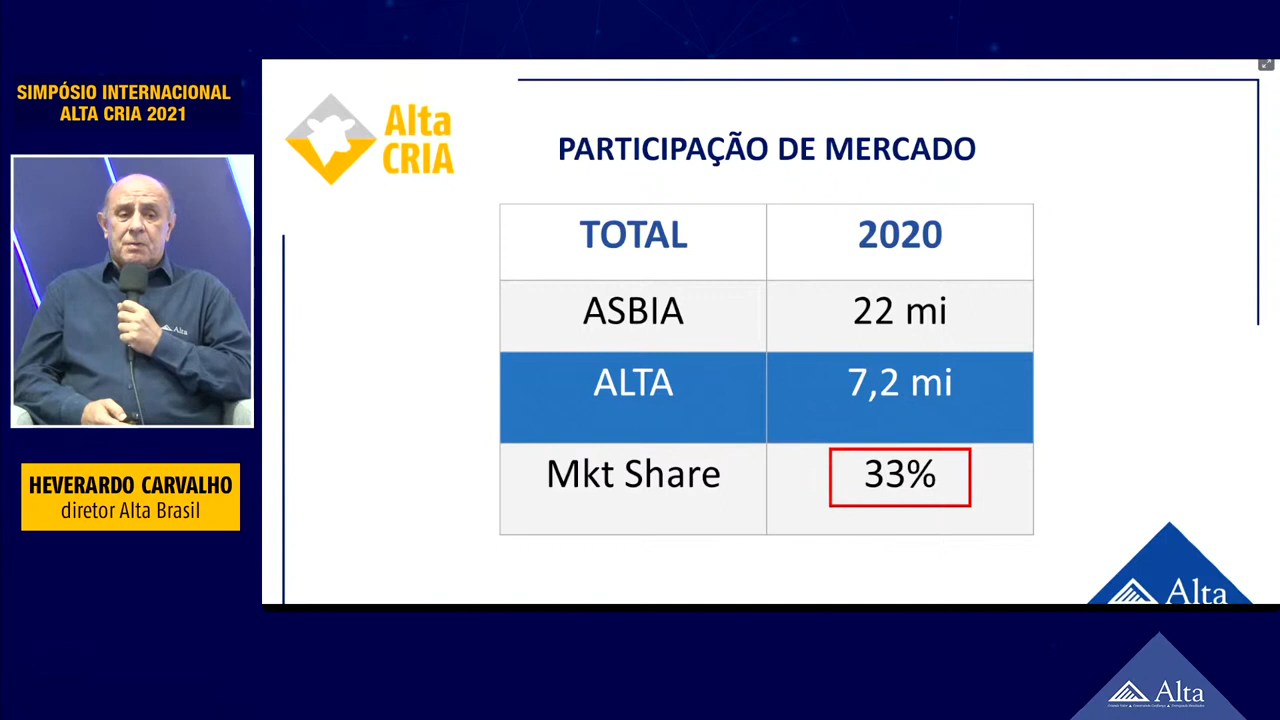 SIMPÓSIO INTERNACIONAL
ALTA CRIA 2021
Alta
HEVERARDO CARVALHO
diretor Alta Brasil
Alta
CRIA
PARTICIPAÇÃO DE MERCADO
TOTAL 2020
ASBIA 22 mi
ALTA 7,2 mi
Mkt Share 33%
Alta
Alta